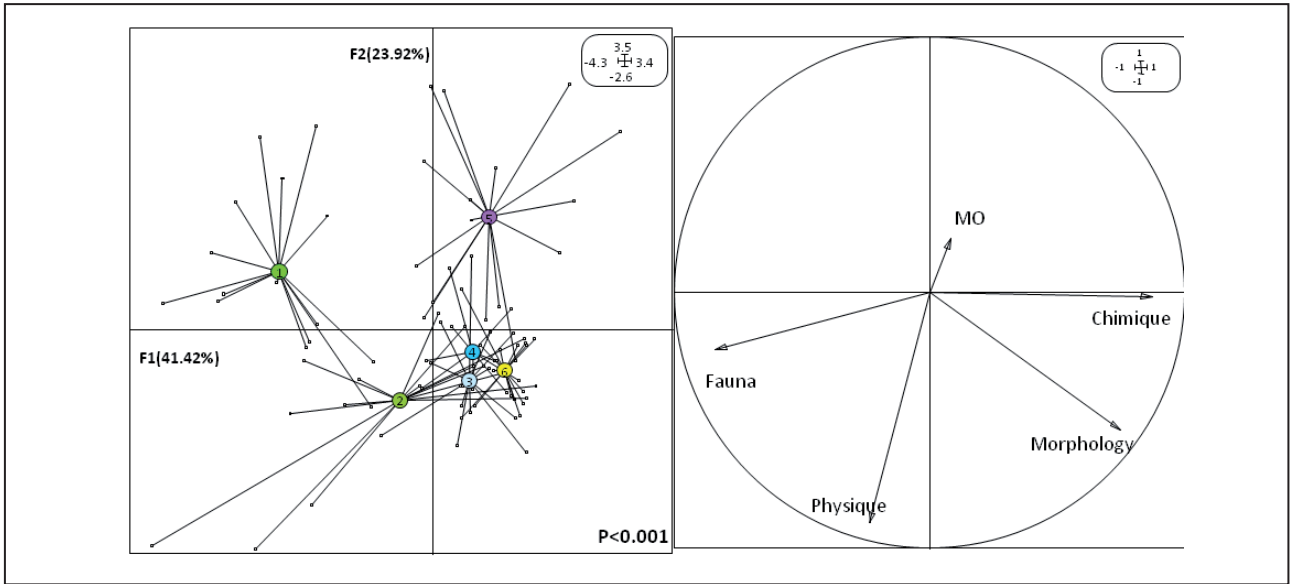 F2(23.92%)
3.5
-4.3 3.4
-2.6
1
-1 1
-1
5
1
MO
F1(41.42%)
4
6
3
2
Chimique
Fauna
Morphology
Physique
P<0.001